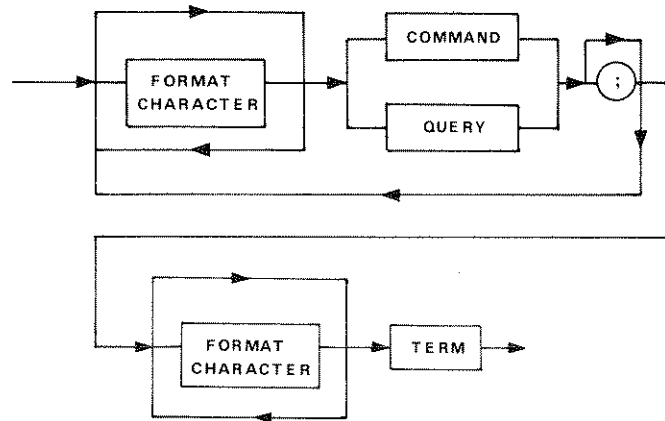 COMMAND
FORMAT
CHARACTER
;
QUERY
FORMAT
CHARACTER
TERM